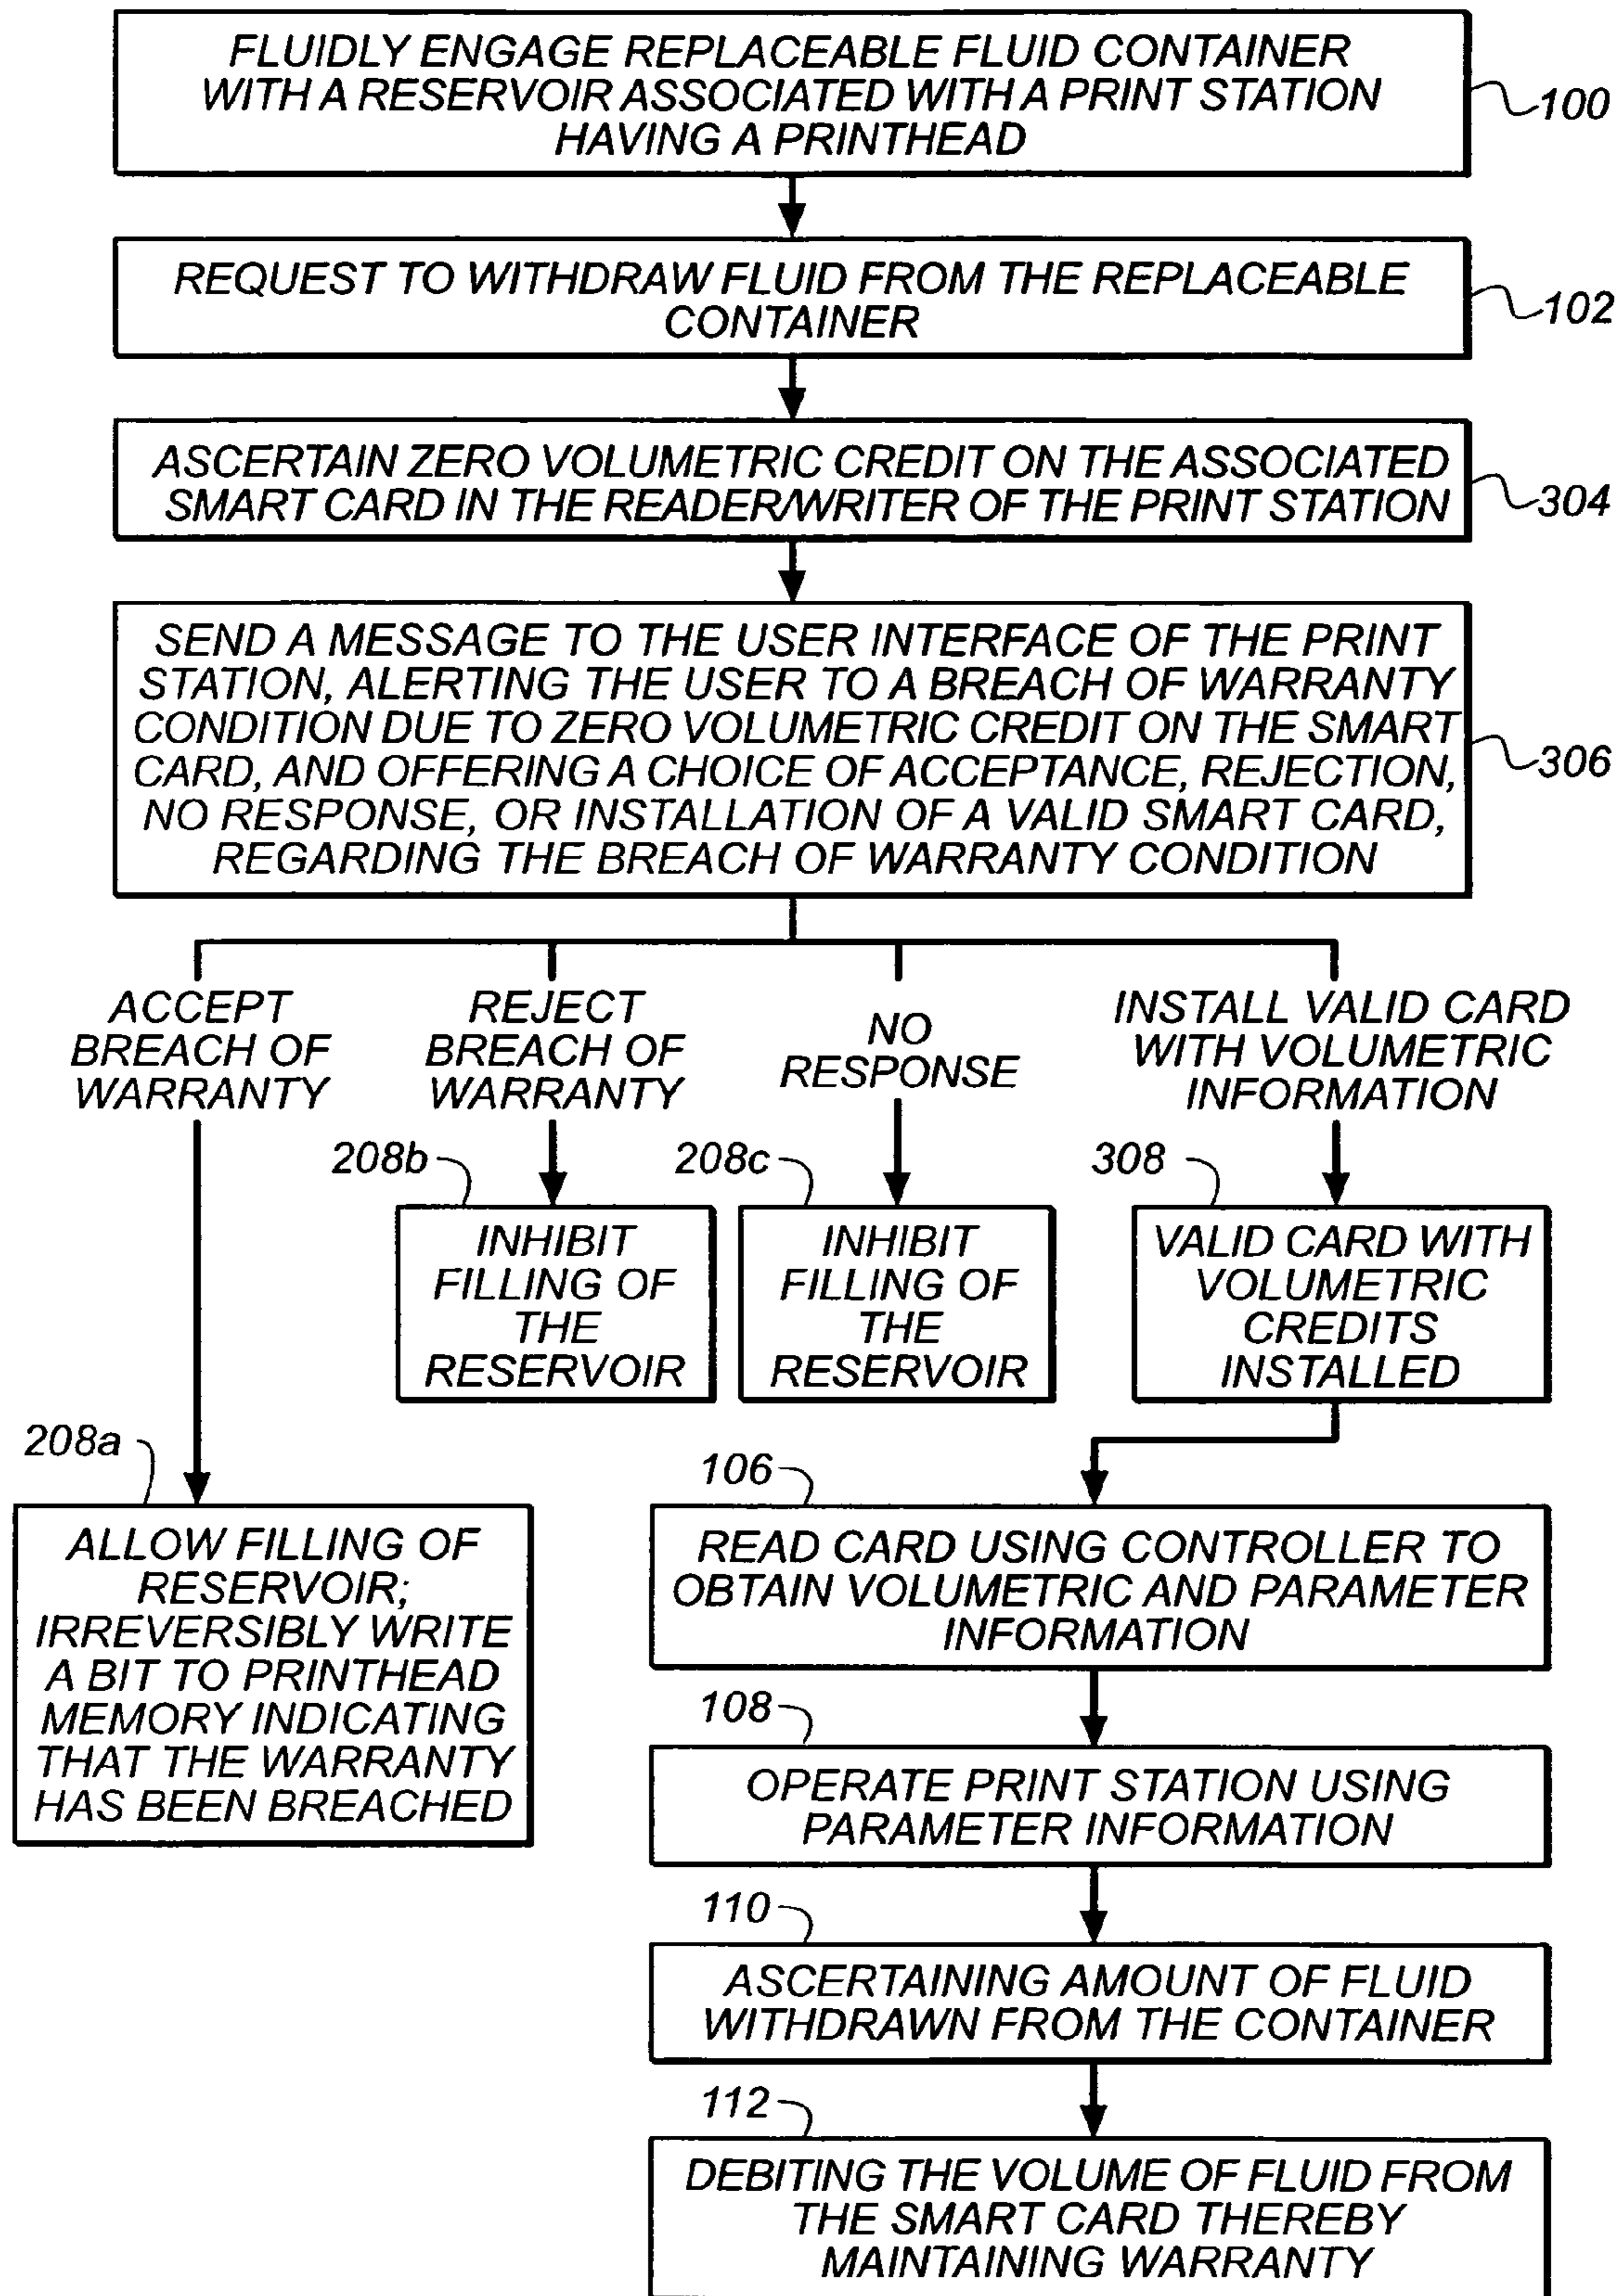 FLUIDLY ENGAGE REPLACEABLE FLUID CONTAINER
WITH A RESERVOIR ASSOCIATED WITH A PRINT STATION
HAVING A PRINTHEAD
100
REQUEST TO WITHDRAW FLUID FROM THE REPLACEABLE
CONTAINER
102
ASCERTAIN ZERO VOLUMETRIC CREDIT ON THE ASSOCIATED
SMART CARD IN THE READER/WRITER OF THE PRINT STATION
304
SEND A MESSAGE TO THE USER INTERFACE OF THE PRINT
STATION, ALERTING THE USER TO A BREACH OF WARRANTY
CONDITION DUE TO ZERO VOLUMETRIC CREDIT ON THE SMART
CARD, AND OFFERING A CHOICE OF ACCEPTANCE, REJECTION,
NO RESPONSE, OR INSTALLATION OF A VALID SMART CARD,
REGARDING THE BREACH OF WARRANTY CONDITION
306
ACCEPT
BREACH OF
WARRANTY
REJECT
BREACH OF
WARRANTY
NO
RESPONSE
INSTALL VALID CARD
WITH VOLUMETRIC
INFORMATION
208b
INHIBIT
FILLING OF
THE
RESERVOIR
208c
INHIBIT
FILLING OF
THE
RESERVOIR
308
VALID CARD WITH
VOLUMETRIC
CREDITS
INSTALLED
208a
ALLOW FILLING OF
RESERVOIR;
IRREVERSIBLY WRITE
A BIT TO PRINTHEAD
MEMORY INDICATING
THAT THE WARRANTY
HAS BEEN BREACHED
106
READ CARD USING CONTROLLER TO
OBTAIN VOLUMETRIC AND PARAMETER
INFORMATION
108
OPERATE PRINT STATION USING
PARAMETER INFORMATION
110
ASCERTAINING AMOUNT OF FLUID
WITHDRAWN FROM THE CONTAINER
112
DEBITING THE VOLUME OF FLUID FROM
THE SMART CARD THEREBY
MAINTAINING WARRANTY